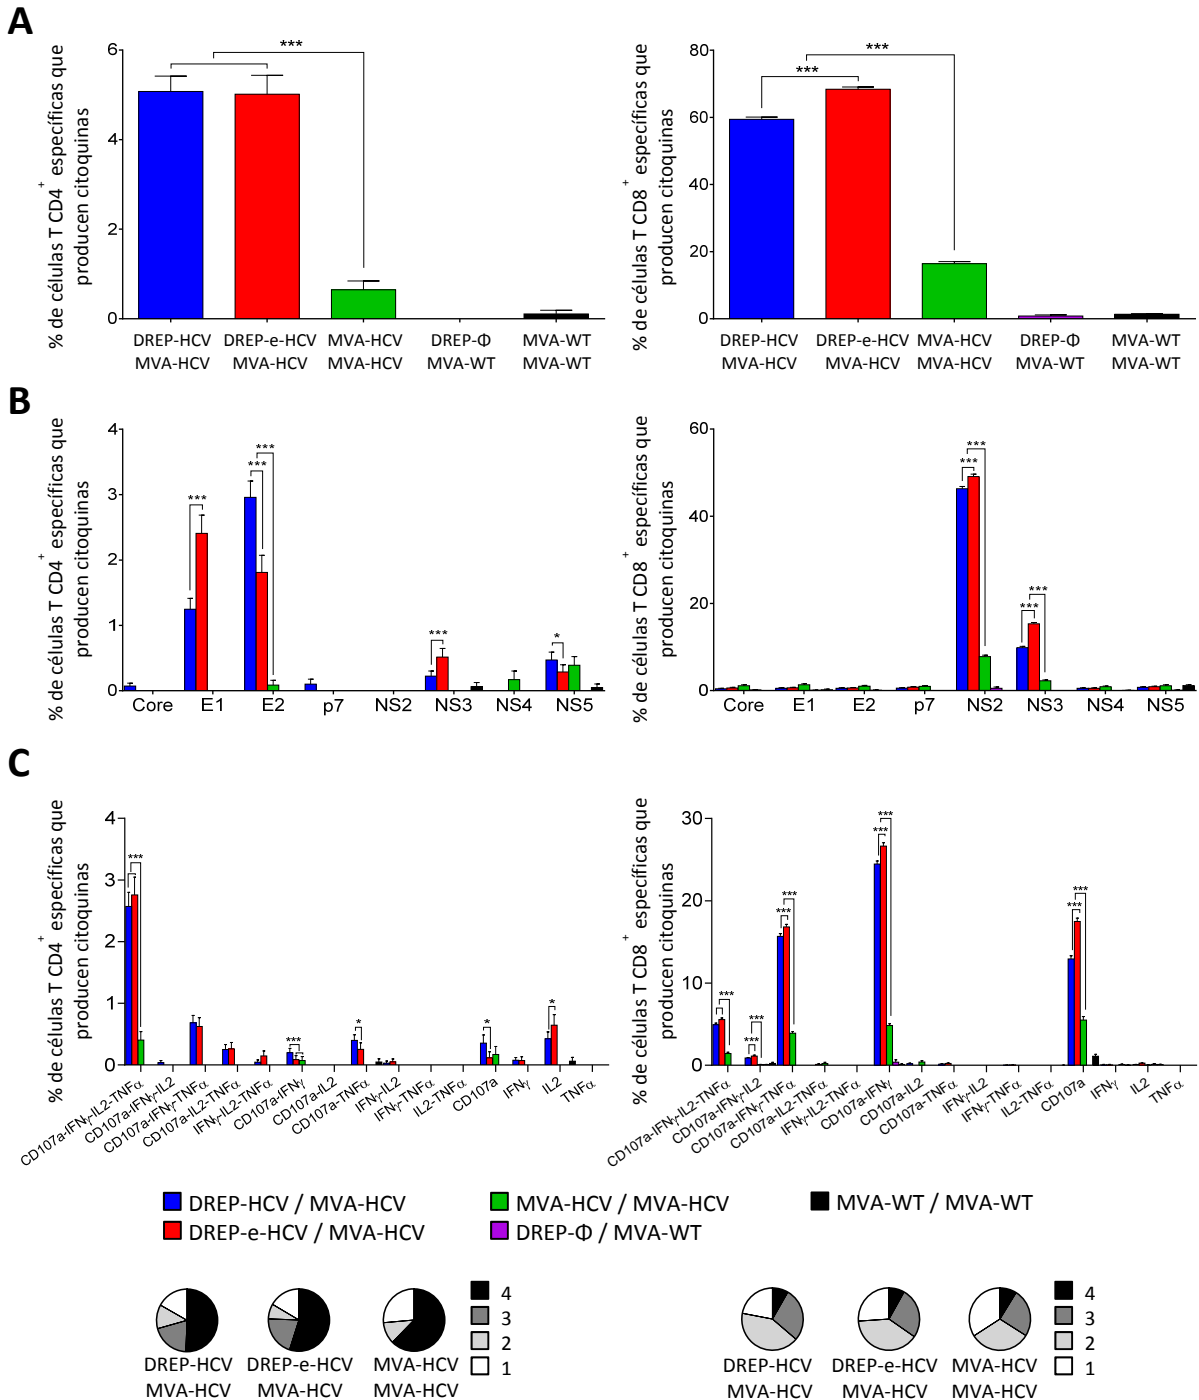 A
% de células T CD4+ específicas que
producen citoquinas
6
4
2
0
***
DREP-HCV
MVA-HCV
DREP-e-HCV
MVA-HCV
MVA-HCV
MVA-HCV
DREP-Φ
MVA-WT
MVA-WT
MVA-WT
% de células T CD8+ específicas que
producen citoquinas
80
60
40
20
0
***
***
DREP-HCV
MVA-HCV
DREP-e-HCV
MVA-HCV
MVA-HCV
MVA-HCV
DREP-Φ
MVA-WT
MVA-WT
MVA-WT
B
% de células T CD4+ específicas que
producen citoquinas
4
3
2
1
0
***
***
***
***
*
Core E1 E2 p7 NS2 NS3 NS4 NS5
% de células T CD8+ específicas que
producen citoquinas
60
40
20
0
***
***
***
***
Core E1 E2 p7 NS2 NS3 NS4 NS5
C
% de células T CD4+ específicas que
producen citoquinas
4
3
2
1
0
***
***
*
*
*
CD107a-IFNγ-IL2-TNFα
CD107a-IFNγ-IL2
CD107a-IFNγ-TNFα
CD107a-IL2-TNFα
IFNγ-IL2-TNFα
CD107a-IFNγ
CD107a-IL2
CD107a-TNFα
IFNγ-IL2
IFNγ-TNFα
IL2-TNFα
CD107a
IFNγ
IL2
TNFα
% de células T CD8+ específicas que
producen citoquinas
30
20
10
0
***
***
***
***
***
***
***
***
***
***
CD107a-IFNγ-IL2-TNFα
CD107a-IFNγ-IL2
CD107a-IFNγ-TNFα
CD107a-IL2-TNFα
IFNγ-IL2-TNFα
CD107a-IFNγ
CD107a-IL2
CD107a-TNFα
IFNγ-IL2
IFNγ-TNFα
IL2-TNFα
CD107a
IFNγ
IL2
TNFα
DREP-HCV / MVA-HCV
MVA-HCV / MVA-HCV
MVA-WT / MVA-WT
DREP-e-HCV / MVA-HCV
DREP-Φ / MVA-WT
DREP-HCV
MVA-HCV
DREP-e-HCV
MVA-HCV
MVA-HCV
MVA-HCV
4
3
2
1
DREP-HCV
MVA-HCV
DREP-e-HCV
MVA-HCV
MVA-HCV
MVA-HCV
4
3
2
1